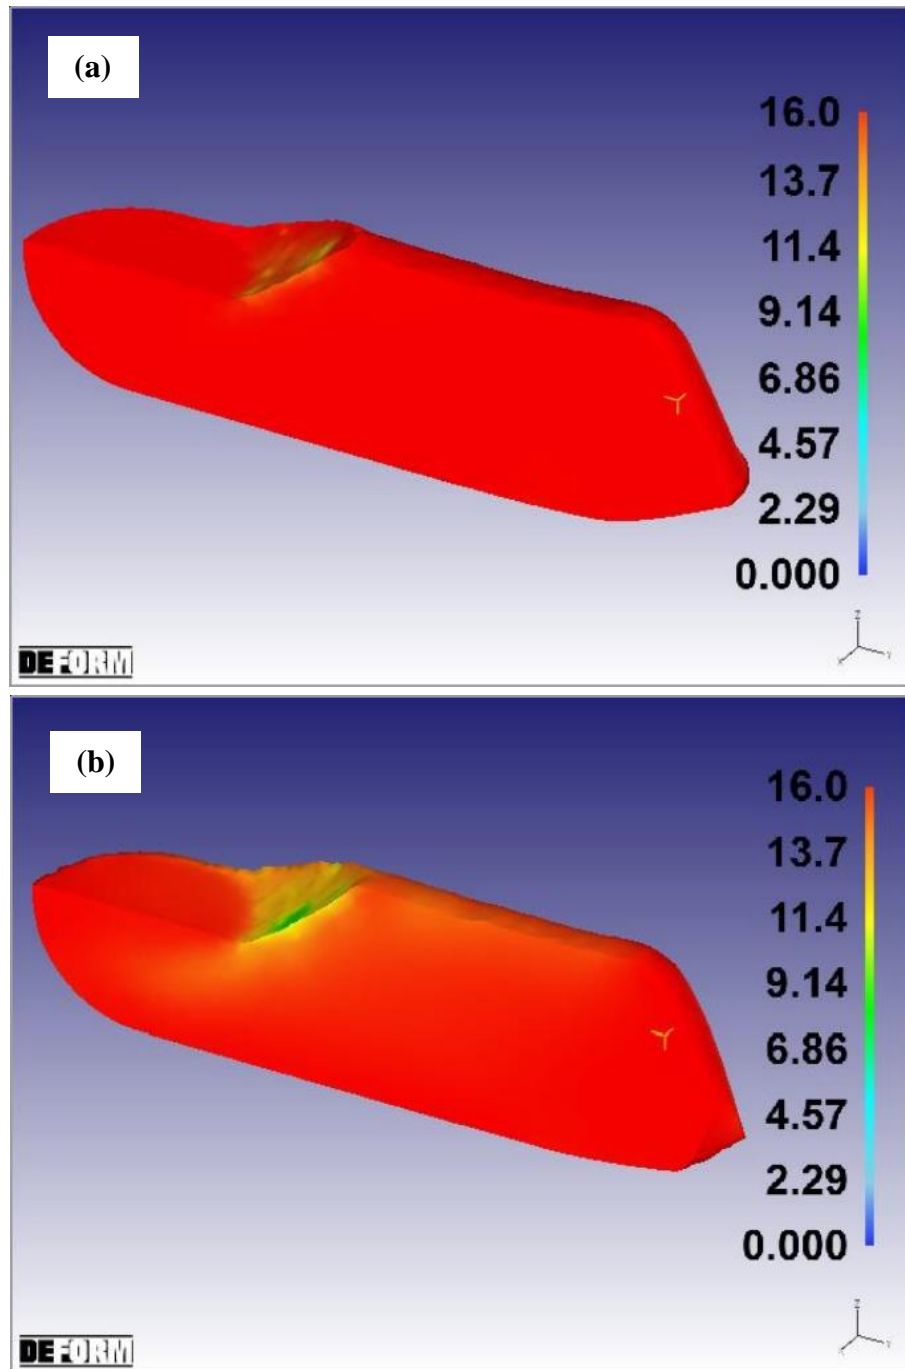 (a)
16.0
13.7
11.4
9.14
6.86
4.57
2.29
0.000
Z
X
Y
DEFORM
(b)
16.0
13.7
11.4
9.14
6.86
4.57
2.29
0.000
Z
X
Y
DEFORM